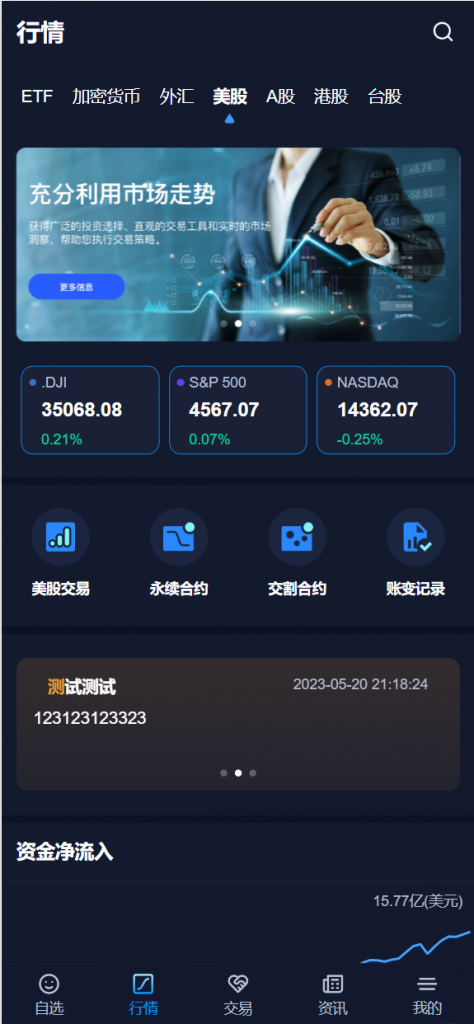 行情
ETF 加密货币 外汇 美股 A股 港股 台股
充分利用市场走势
获得广泛的投资选择、直观的交易工具和实时的市场
洞察，帮助您执行交易策略。
更多信息
.DJI S&P 500 NASDAQ
35068.08 4567.07 14362.07
0.21% 0.07% -0.25%
美股交易 永续合约 交割合约 账变记录
测试测试 2023-05-20 21:18:24
123123123323
资金净流入
15.77亿(美元)
自选 行情 交易 资讯 我的